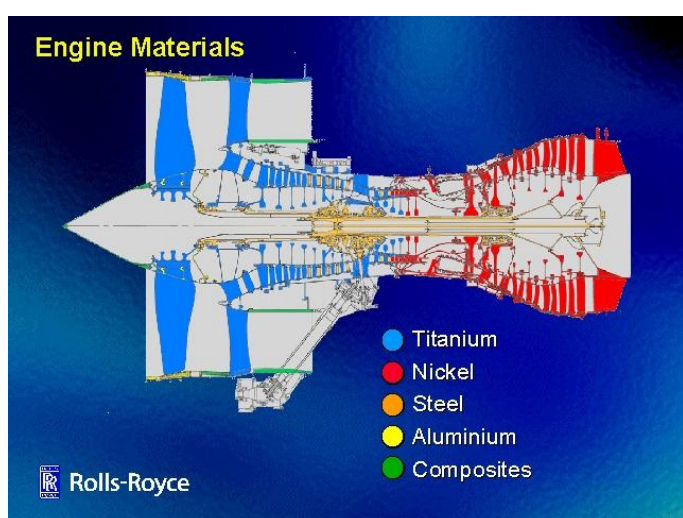 Engine Materials
Titanium
Nickel
Steel
Aluminium
Composites
Rolls-Royce